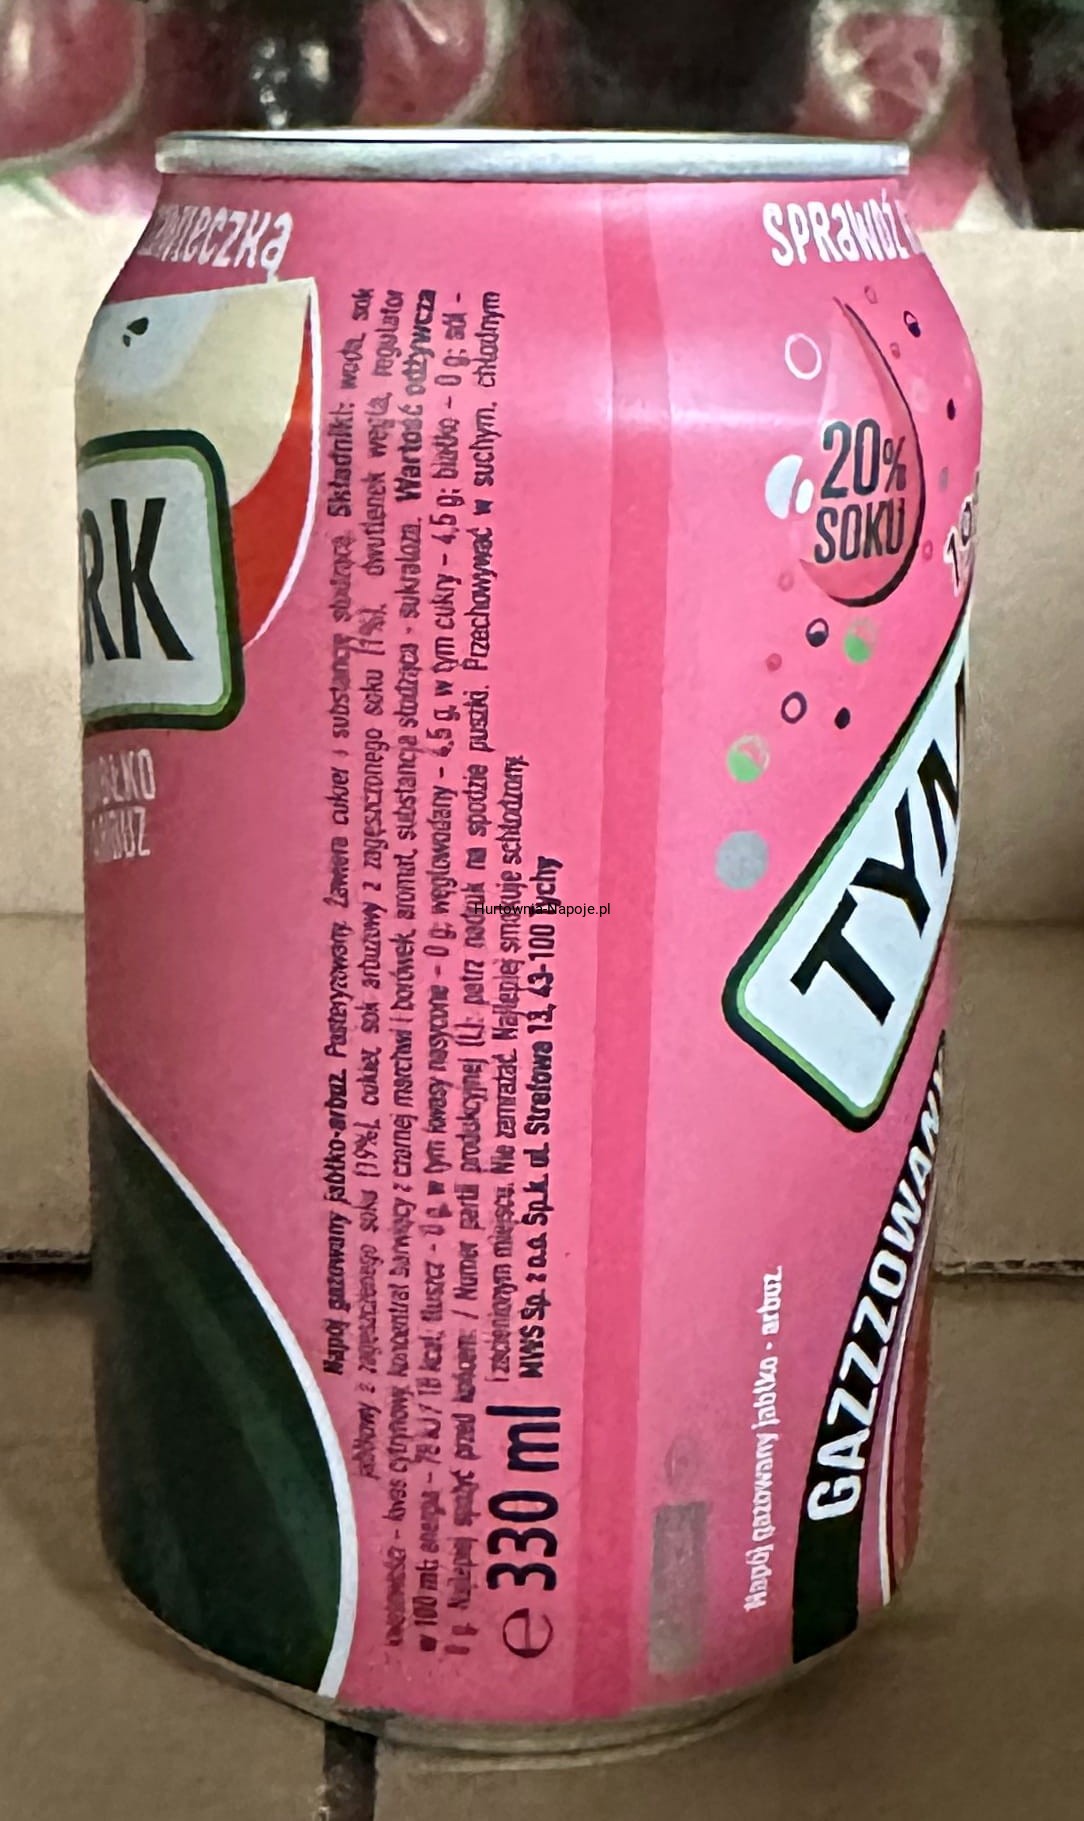 SPRAWDŹ
20%
SOKU
RK
TYM
GAZZZOWAN
Napój gazowany jabłko - arbuz.
Napój gazowany jabłko-arbuz. Pasteryzowany. Zawiera cukier i substancję słodzącą. Składniki: woda, sok
jabłkowy z zagęszczonego soku (19%), cukier, sok arbuzowy z zagęszczonego soku (1%), dwutlenek węgla, regulator
kwasowości - kwas cytrynowy, koncentrat barwiący z czarnej marchwi i borówek, aromat, substancja słodząca - sukraloza. Wartość odżywcza
w 100 ml: energia - 78 kJ / 18 kcal, tłuszcz - 0 g, w tym kwasy nasycone - 0 g; węglowodany - 4,5 g, w tym cukry - 4,5 g; białko - 0 g; sól -
0 g. Najlepiej spożyć przed końcem: / Numer partii produkcyjnej (L): patrz nadruk na spodzie puszki. Przechowywać w suchym, chłodnym
i zacienionym miejscu. Nie zamrażać. Najlepiej smakuje schłodzony.
MWS Sp. z o.o. Sp.k. ul. Strefowa 13, 43-100 Tychy
e 330 ml
Hurtownia-Napoje.pl